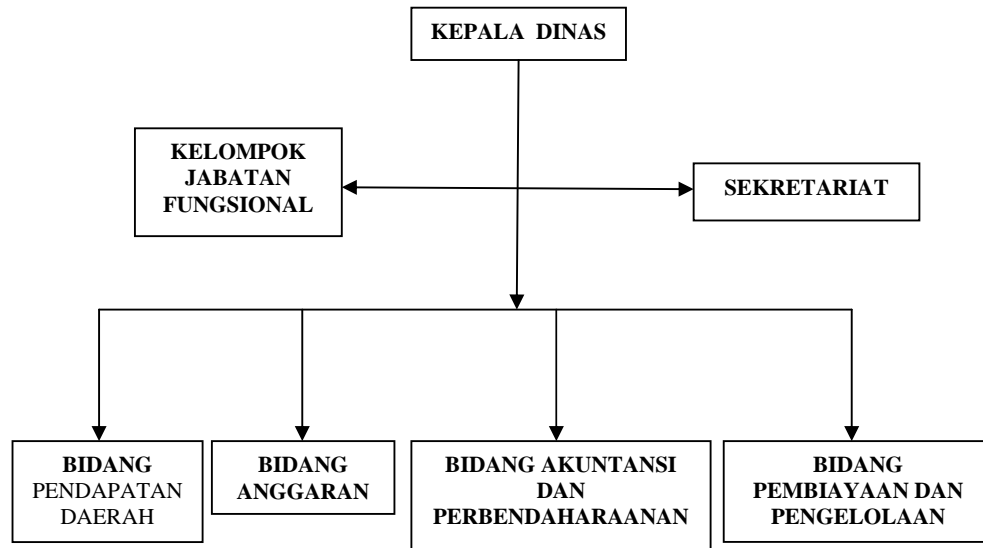 KEPALA DINAS
KELOMPOK
JABATAN
FUNGSIONAL
SEKRETARIAT
BIDANG
PENDAPATAN
DAERAH
BIDANG
ANGGARAN
BIDANG AKUNTANSI
DAN
PERBENDAHARAANAN
BIDANG
PEMBIAYAAN DAN
PENGELOLAAN